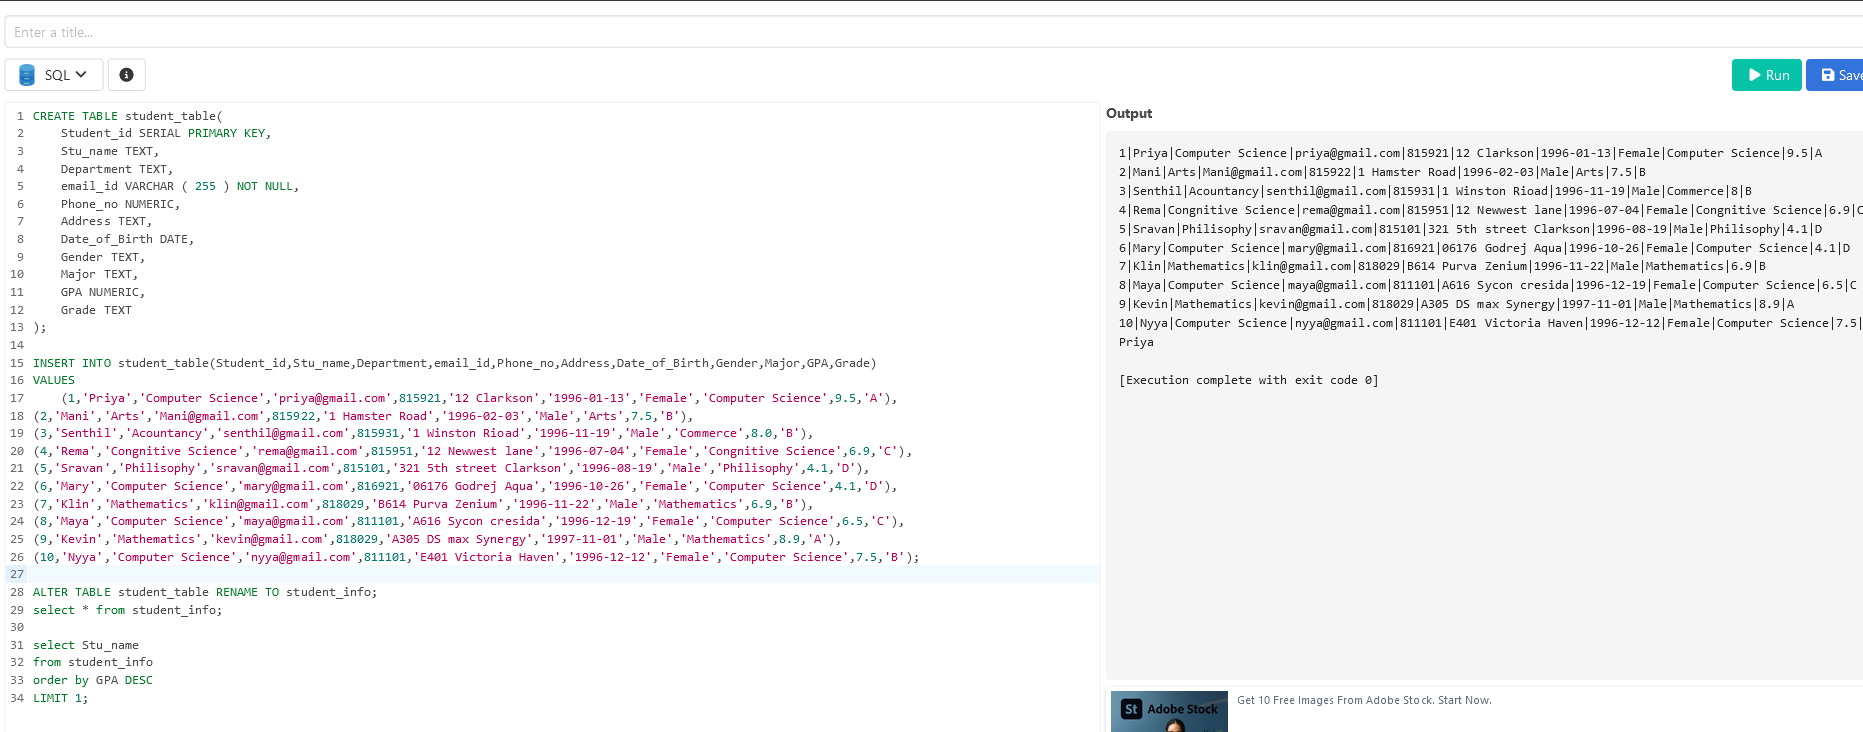 Enter a title...
SQL
Run
Save
1 CREATE TABLE student_table(
2 Student_id SERIAL PRIMARY KEY,
3 Stu_name TEXT,
4 Department TEXT,
5 email_id VARCHAR ( 255 ) NOT NULL,
6 Phone_no NUMERIC,
7 Address TEXT,
8 Date_of_Birth DATE,
9 Gender TEXT,
10 Major TEXT,
11 GPA NUMERIC,
12 Grade TEXT
13 );
14
15 INSERT INTO student_table(Student_id,Stu_name,Department,email_id,Phone_no,Address,Date_of_Birth,Gender,Major,GPA,Grade)
16 VALUES
17 (1,'Priya','Computer Science','priya@gmail.com',815921,'12 Clarkson','1996-01-13','Female','Computer Science',9.5,'A'),
18 (2,'Mani','Arts','Mani@gmail.com',815922,'1 Hamster Road','1996-02-03','Male','Arts',7.5,'B'),
19 (3,'Senthil','Acountancy','senthil@gmail.com',815931,'1 Winston Rioad','1996-11-19','Male','Commerce',8.0,'B'),
20 (4,'Rema','Congnitive Science','rema@gmail.com',815951,'12 Newwest lane','1996-07-04','Female','Congnitive Science',6.9,'C'),
21 (5,'Sravan','Philisophy','sravan@gmail.com',815101,'321 5th street Clarkson','1996-08-19','Male','Philisophy',4.1,'D'),
22 (6,'Mary','Computer Science','mary@gmail.com',816921,'06176 Godrej Aqua','1996-10-26','Female','Computer Science',4.1,'D'),
23 (7,'Klin','Mathematics','klin@gmail.com',818029,'B614 Purva Zenium','1996-11-22','Male','Mathematics',6.9,'B'),
24 (8,'Maya','Computer Science','maya@gmail.com',811101,'A616 Sycon cresida','1996-12-19','Female','Computer Science',6.5,'C'),
25 (9,'Kevin','Mathematics','kevin@gmail.com',818029,'A305 DS max Synergy','1997-11-01','Male','Mathematics',8.9,'A'),
26 (10,'Nyya','Computer Science','nyya@gmail.com',811101,'E401 Victoria Haven','1996-12-12','Female','Computer Science',7.5,'B');
27
28 ALTER TABLE student_table RENAME TO student_info;
29 select * from student_info;
30
31 select Stu_name
32 from student_info
33 order by GPA DESC
34 LIMIT 1;
Output
1|Priya|Computer Science|priya@gmail.com|815921|12 Clarkson|1996-01-13|Female|Computer Science|9.5|A
2|Mani|Arts|Mani@gmail.com|815922|1 Hamster Road|1996-02-03|Male|Arts|7.5|B
3|Senthil|Acountancy|senthil@gmail.com|815931|1 Winston Rioad|1996-11-19|Male|Commerce|8|B
4|Rema|Congnitive Science|rema@gmail.com|815951|12 Newwest lane|1996-07-04|Female|Congnitive Science|6.9|C
5|Sravan|Philisophy|sravan@gmail.com|815101|321 5th street Clarkson|1996-08-19|Male|Philisophy|4.1|D
6|Mary|Computer Science|mary@gmail.com|816921|06176 Godrej Aqua|1996-10-26|Female|Computer Science|4.1|D
7|Klin|Mathematics|klin@gmail.com|818029|B614 Purva Zenium|1996-11-22|Male|Mathematics|6.9|B
8|Maya|Computer Science|maya@gmail.com|811101|A616 Sycon cresida|1996-12-19|Female|Computer Science|6.5|C
9|Kevin|Mathematics|kevin@gmail.com|818029|A305 DS max Synergy|1997-11-01|Male|Mathematics|8.9|A
10|Nyya|Computer Science|nyya@gmail.com|811101|E401 Victoria Haven|1996-12-12|Female|Computer Science|7.5|
Priya
[Execution complete with exit code 0]
St Adobe Stock
Get 10 Free Images From Adobe Stock. Start Now.